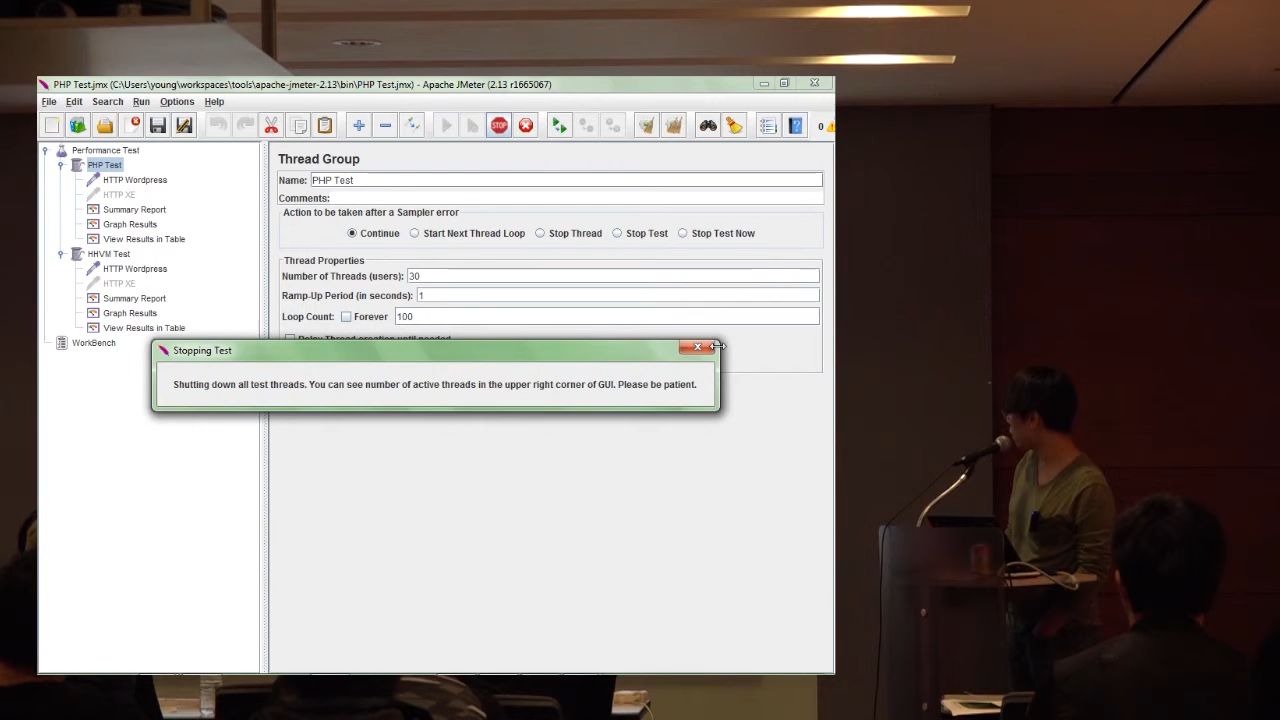 PHP Test.jmx (C:\Users\young\workspaces\tools\apache-jmeter-2.13\bin\PHP Test.jmx) - Apache JMeter (2.13 r1665067)
File Edit Search Run Options Help
STOP
0
Performance Test
PHP Test
HTTP Wordpress
HTTP XE
Summary Report
Graph Results
View Results in Table
HHVM Test
HTTP Wordpress
HTTP XE
Summary Report
Graph Results
View Results in Table
WorkBench
Thread Group
Name: PHP Test
Comments:
Action to be taken after a Sampler error
Continue Start Next Thread Loop Stop Thread Stop Test Stop Test Now
Thread Properties
Number of Threads (users): 30
Ramp-Up Period (in seconds): 1
Loop Count: Forever 100
Delay Thread creation until needed
Stopping Test
Shutting down all test threads. You can see number of active threads in the upper right corner of GUI. Please be patient.